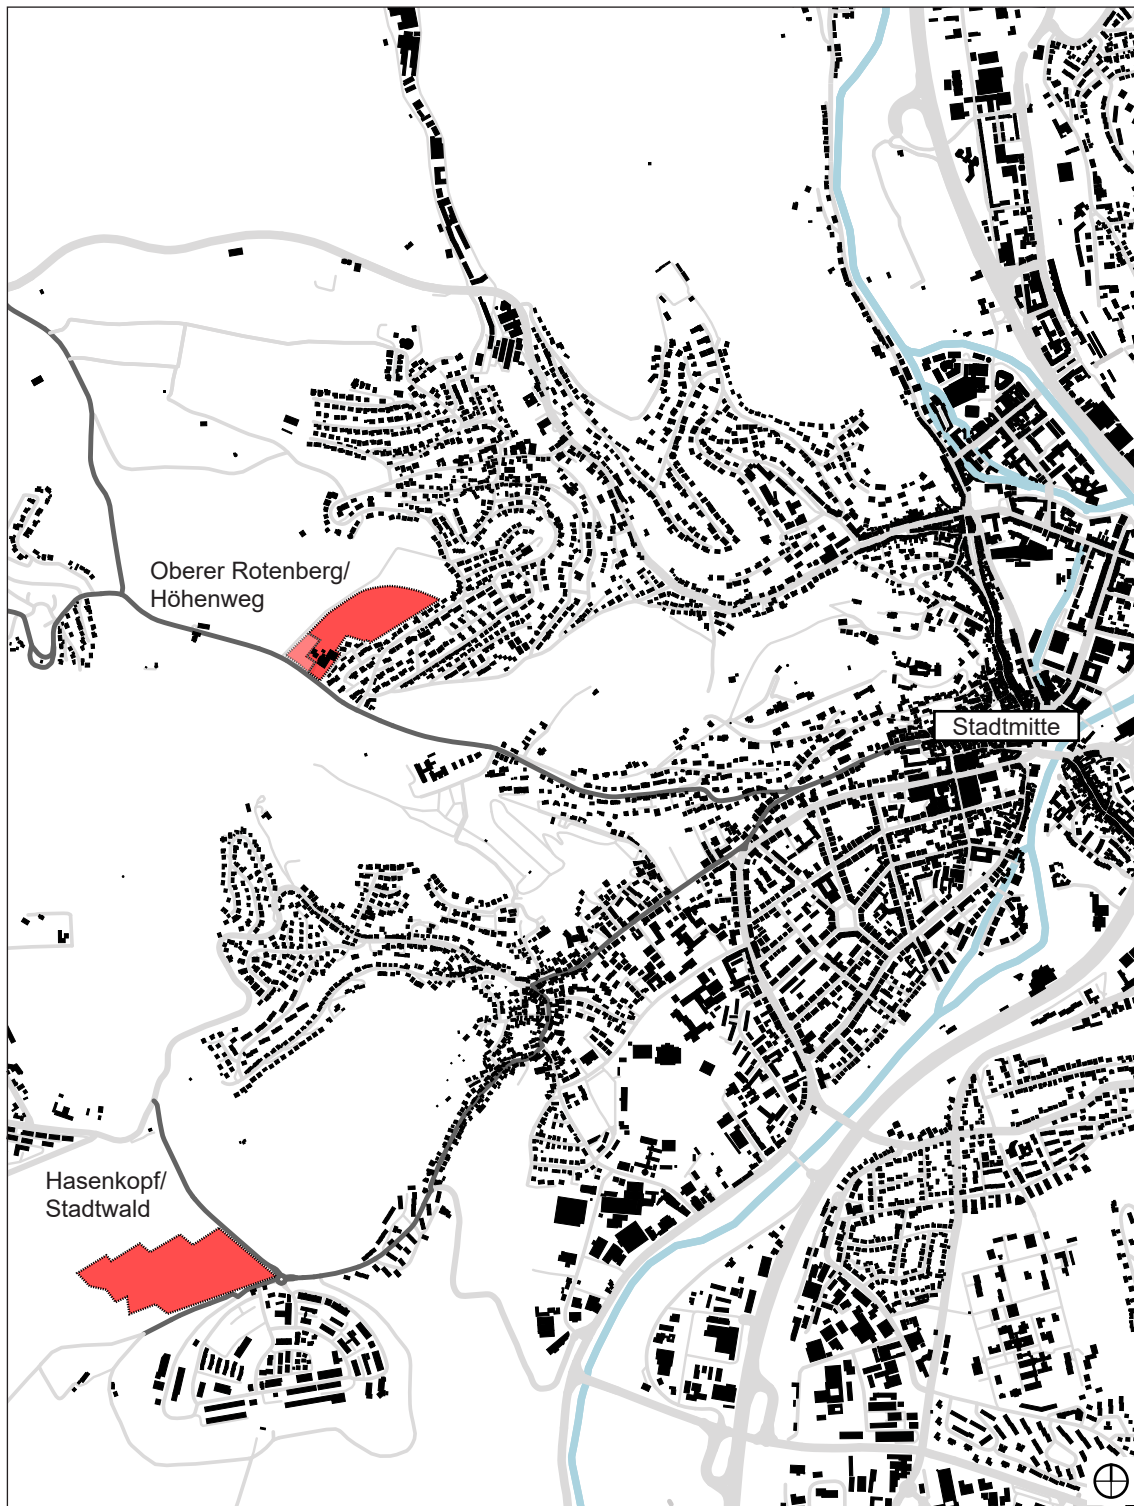 Oberer Rotenberg/
Höhenweg
Stadtmitte
Hasenkopf/
Stadtwald